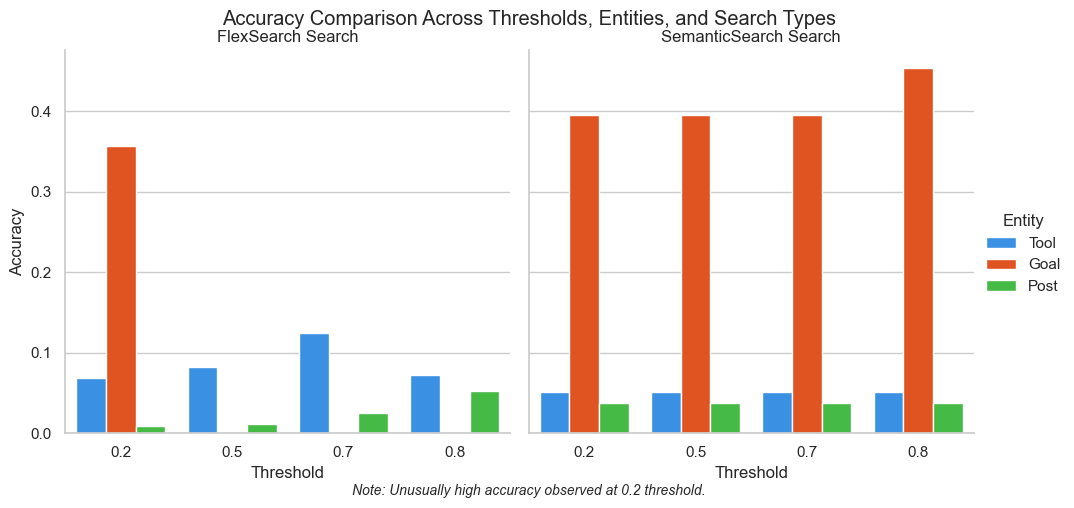 Accuracy Comparison Across Thresholds, Entities, and Search Types
FlexSearch Search
SemanticSearch Search
Accuracy
0.4
0.3
0.2
0.1
0.0
0.2 0.5 0.7 0.8
0.2 0.5 0.7 0.8
Threshold
Threshold
Entity
Tool
Goal
Post
Note: Unusually high accuracy observed at 0.2 threshold.